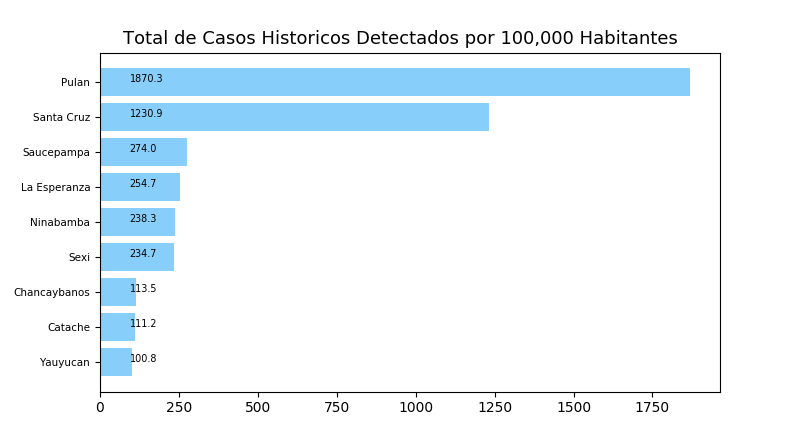 Total de Casos Historicos Detectados por 100,000 Habitantes
Pulan 1870.3
Santa Cruz 1230.9
Saucepampa 274.0
La Esperanza 254.7
Ninabamba 238.3
Sexi 234.7
Chancaybanos 113.5
Catache 111.2
Yauyucan 100.8
0 250 500 750 1000 1250 1500 1750